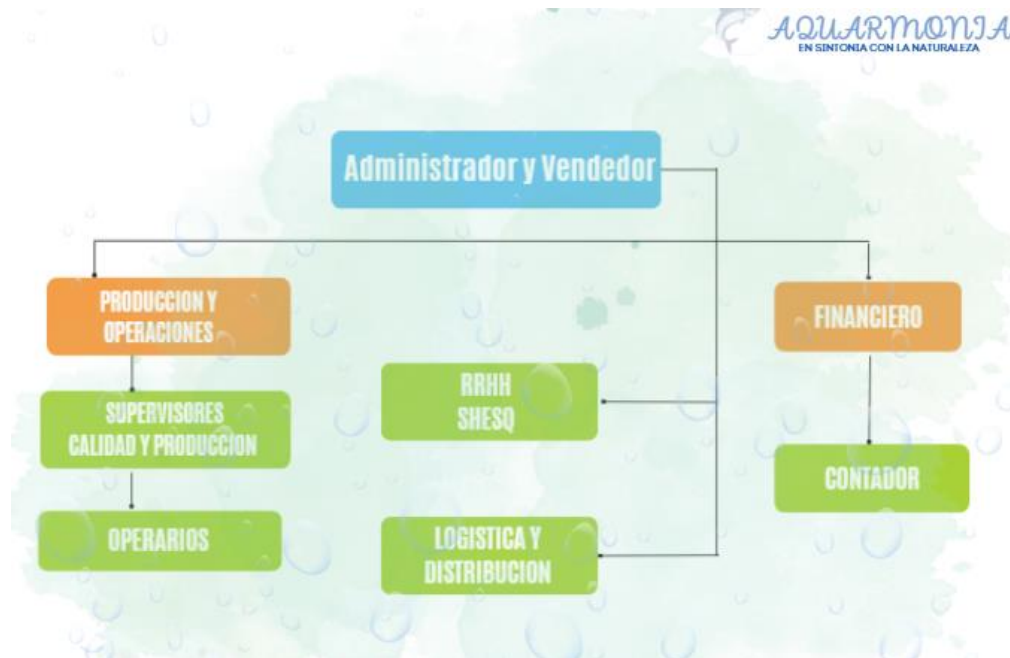 AQUARMONIA
EN SINTONIA CON LA NATURALEZA
Administrador y Vendedor
PRODUCCION Y
OPERACIONES
FINANCIERO
RRHH
SHESQ
SUPERVISORES
CALIDAD Y PRODUCCION
CONTADOR
OPERARIOS
LOGISTICA Y
DISTRIBUCION